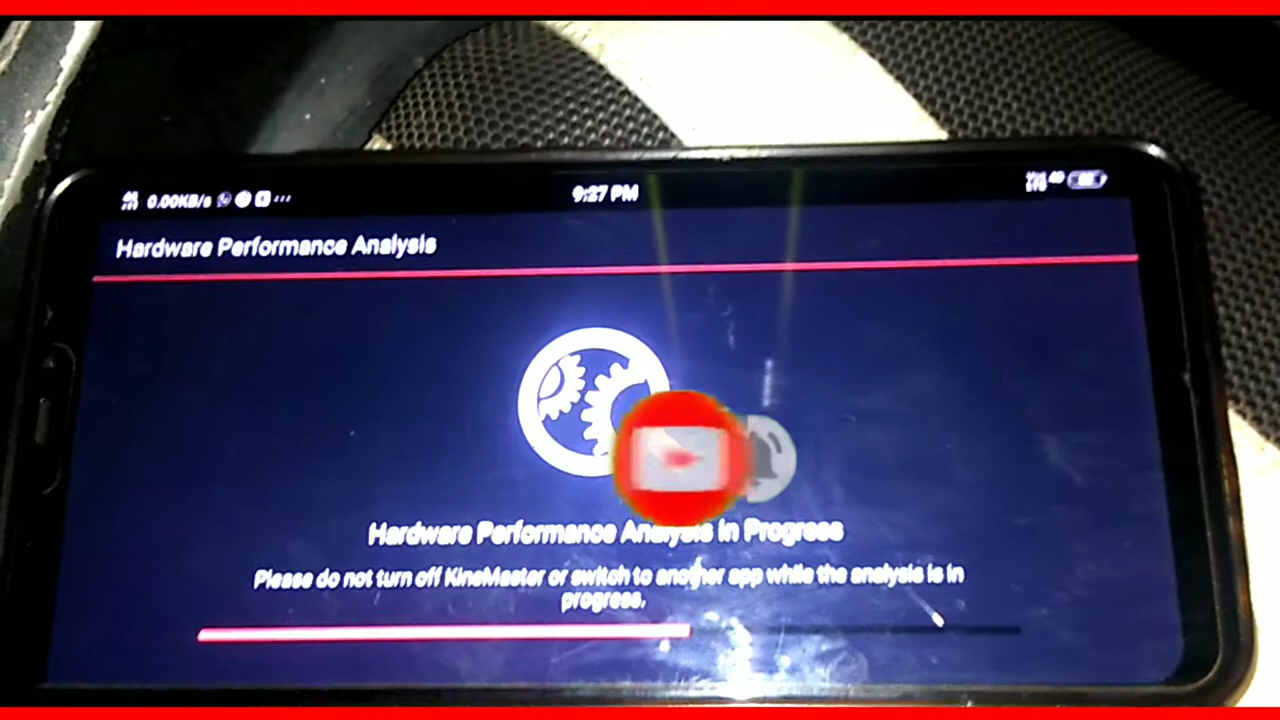 0.00KB/s
9:27 PM
Hardware Performance Analysis
Hardware Performance Analysis In Progress
Please do not turn off KineMaster or switch to another app while the analysis is in
progress.